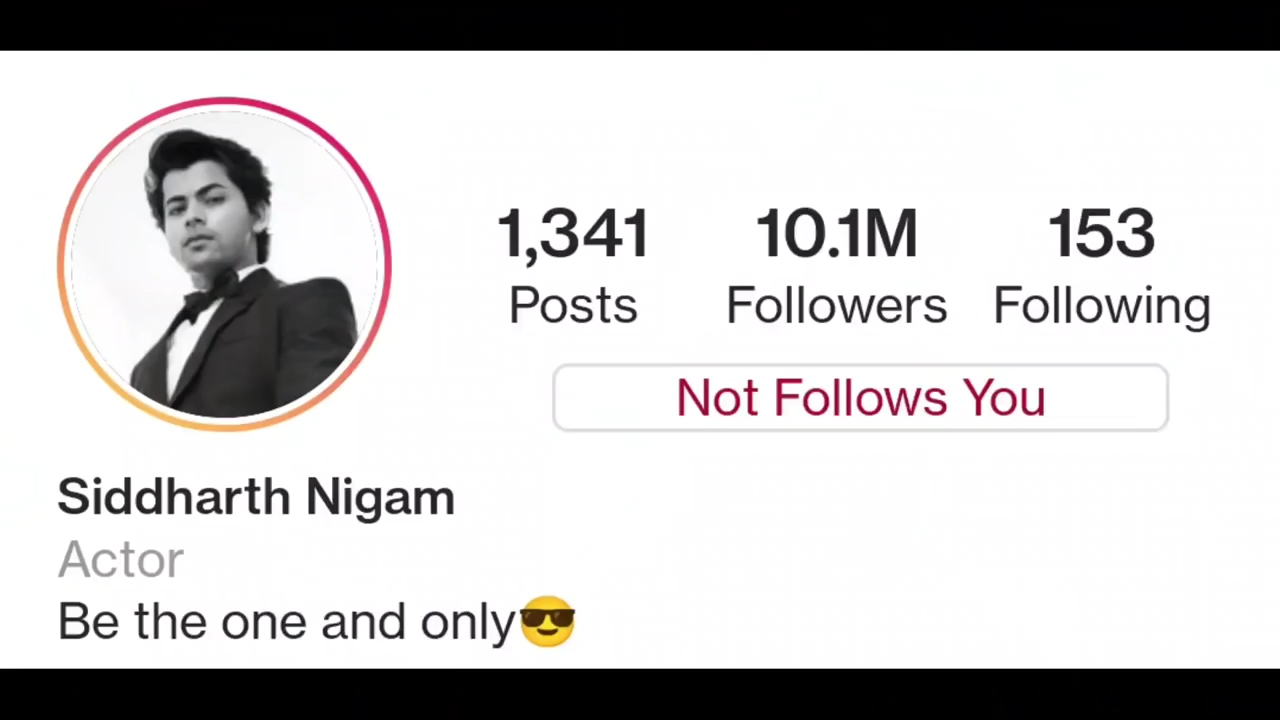 1,341 10.1M 153
Posts Followers Following
Not Follows You
Siddharth Nigam
Actor
Be the one and only😎